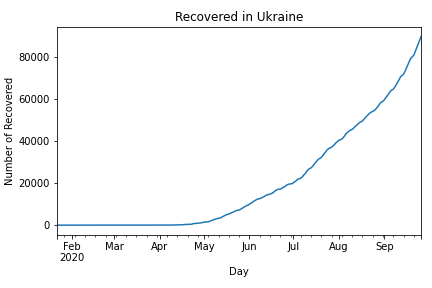 Recovered in Ukraine
Number of Recovered
80000
60000
40000
20000
0
Feb Mar Apr May Jun Jul Aug Sep
2020
Day